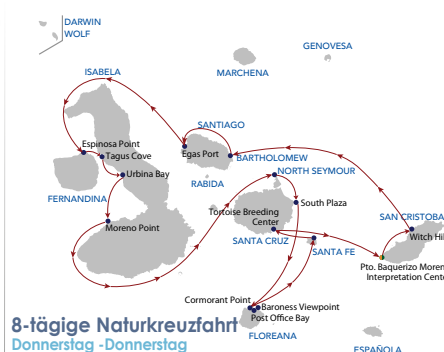 DARWIN
WOLF
GENOVESA
ISABELA
MARCHENA
SANTIAGO
Espinosa Point
Tagus Cove
Egas Port
BARTHOLOMEW
Urbina Bay
NORTH SEYMOUR
RABIDA
FERNANDINA
South Plaza
Tortoise Breeding
Center
SAN CRISTOBA
Moreno Point
Witch Hil
SANTA CRUZ
SANTA FE
Pto. Baquerizo Moren
Interpretation Cente
Cormorant Point
Baroness Viewpoint
Post Office Bay
8-tägige Naturkreuzfahrt
FLOREANA
Donnerstag -Donnerstag
ESPAÑOLA